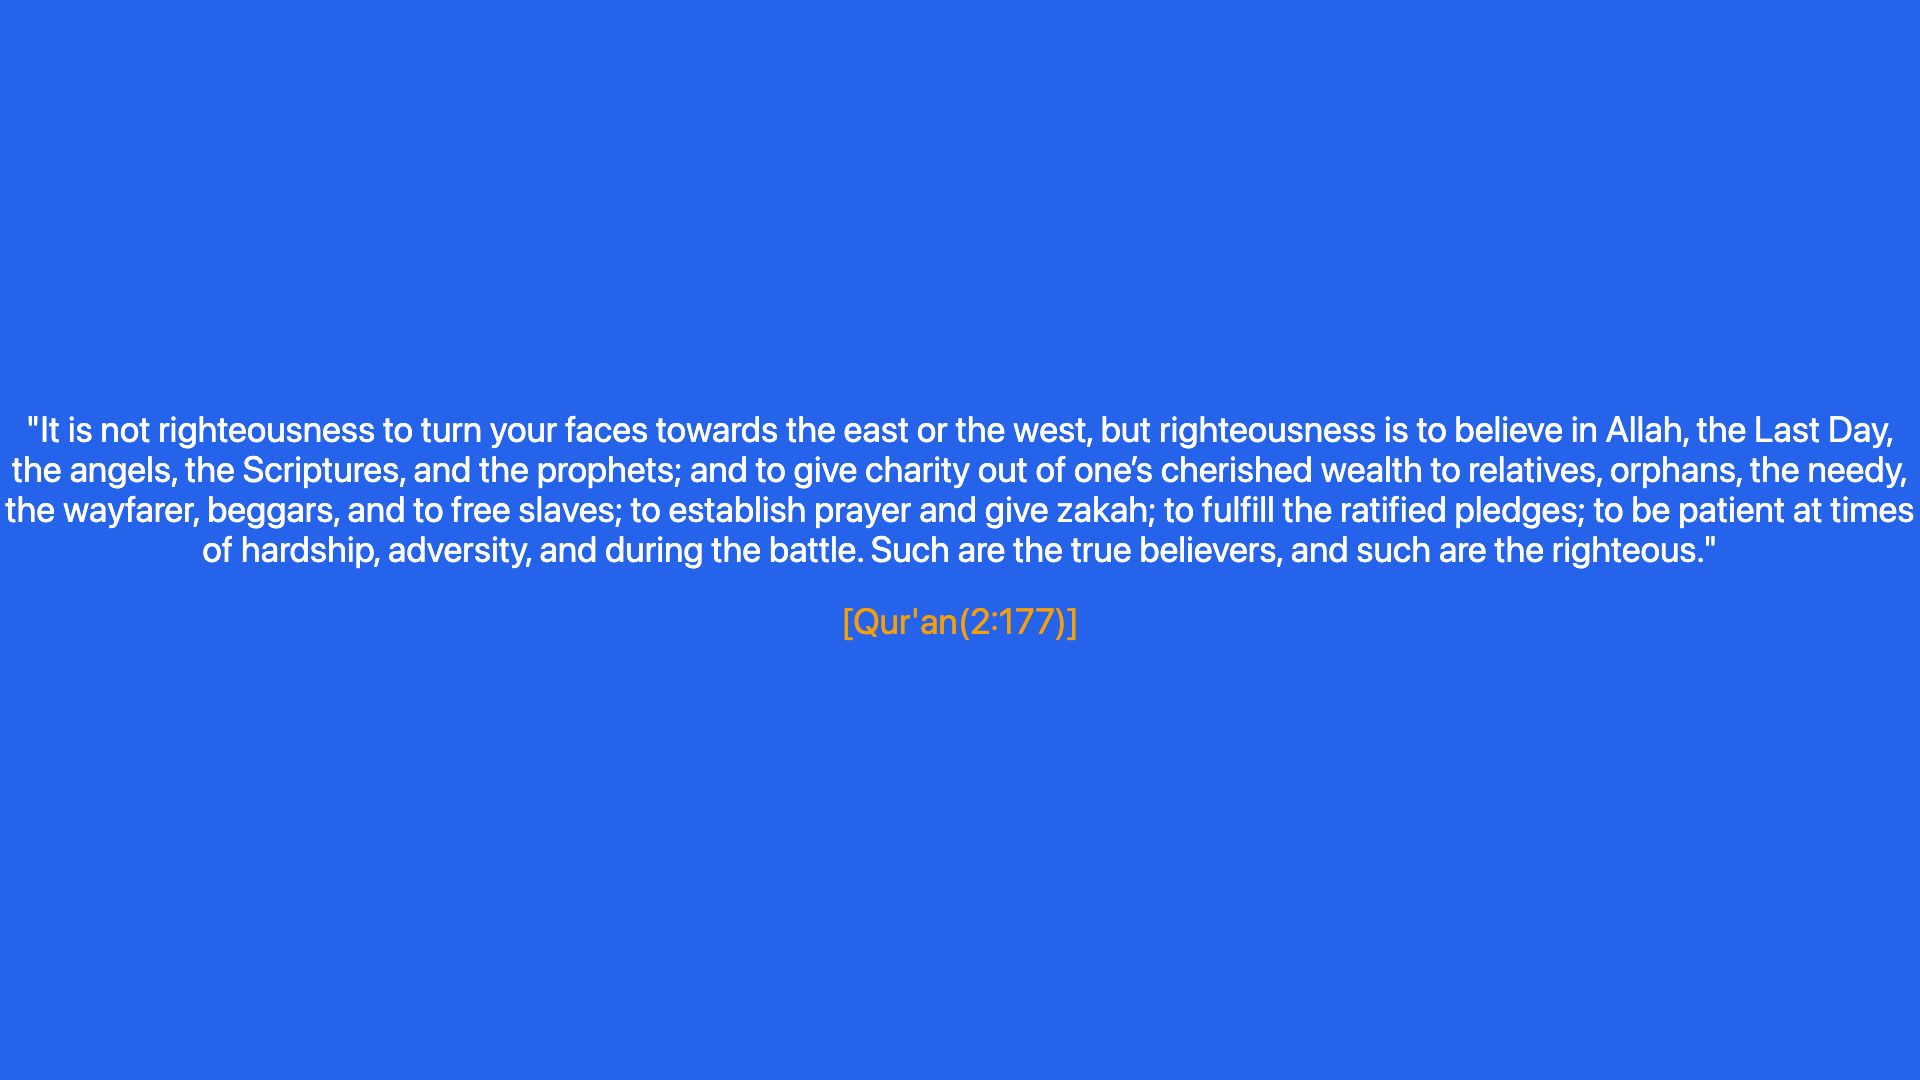 "It is not righteousness to turn your faces towards the east or the west, but righteousness is to believe in Allah, the Last Day,
the angels, the Scriptures, and the prophets; and to give charity out of one’s cherished wealth to relatives, orphans, the needy,
the wayfarer, beggars, and to free slaves; to establish prayer and give zakah; to fulfill the ratified pledges; to be patient at times
of hardship, adversity, and during the battle. Such are the true believers, and such are the righteous."
[Qur'an(2:177)]